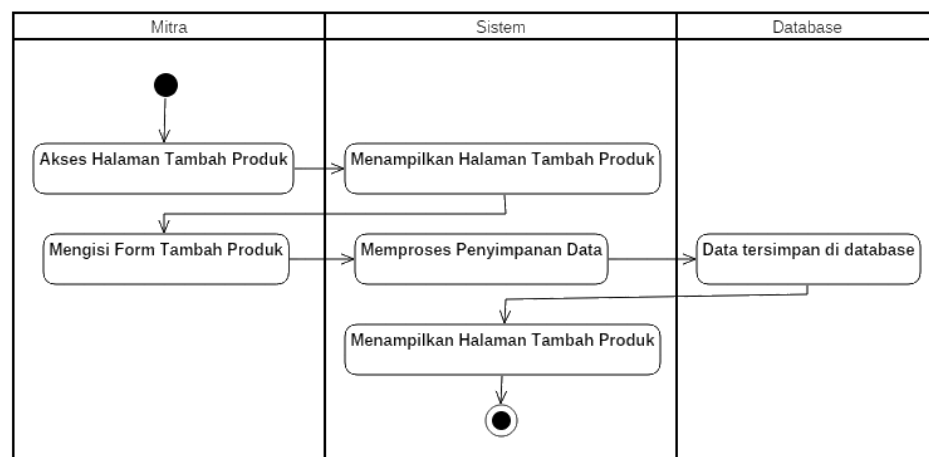 Mitra
Sistem
Database
Akses Halaman Tambah Produk
Menampilkan Halaman Tambah Produk
Mengisi Form Tambah Produk
Memproses Penyimpanan Data
Data tersimpan di database
Menampilkan Halaman Tambah Produk